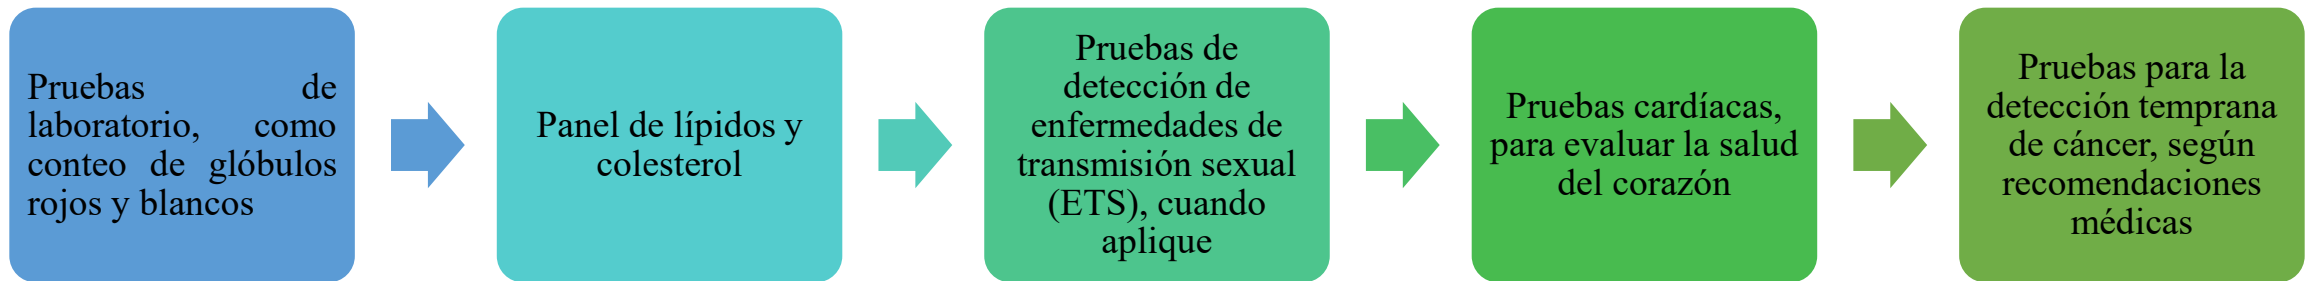 Pruebas de
laboratorio, como
conteo de glóbulos
rojos y blancos
Panel de lípidos y
colesterol
Pruebas de
detección de
enfermedades de
transmisión sexual
(ETS), cuando
aplique
Pruebas cardíacas,
para evaluar la salud
del corazón
Pruebas para la
detección temprana
de cáncer, según
recomendaciones
médicas